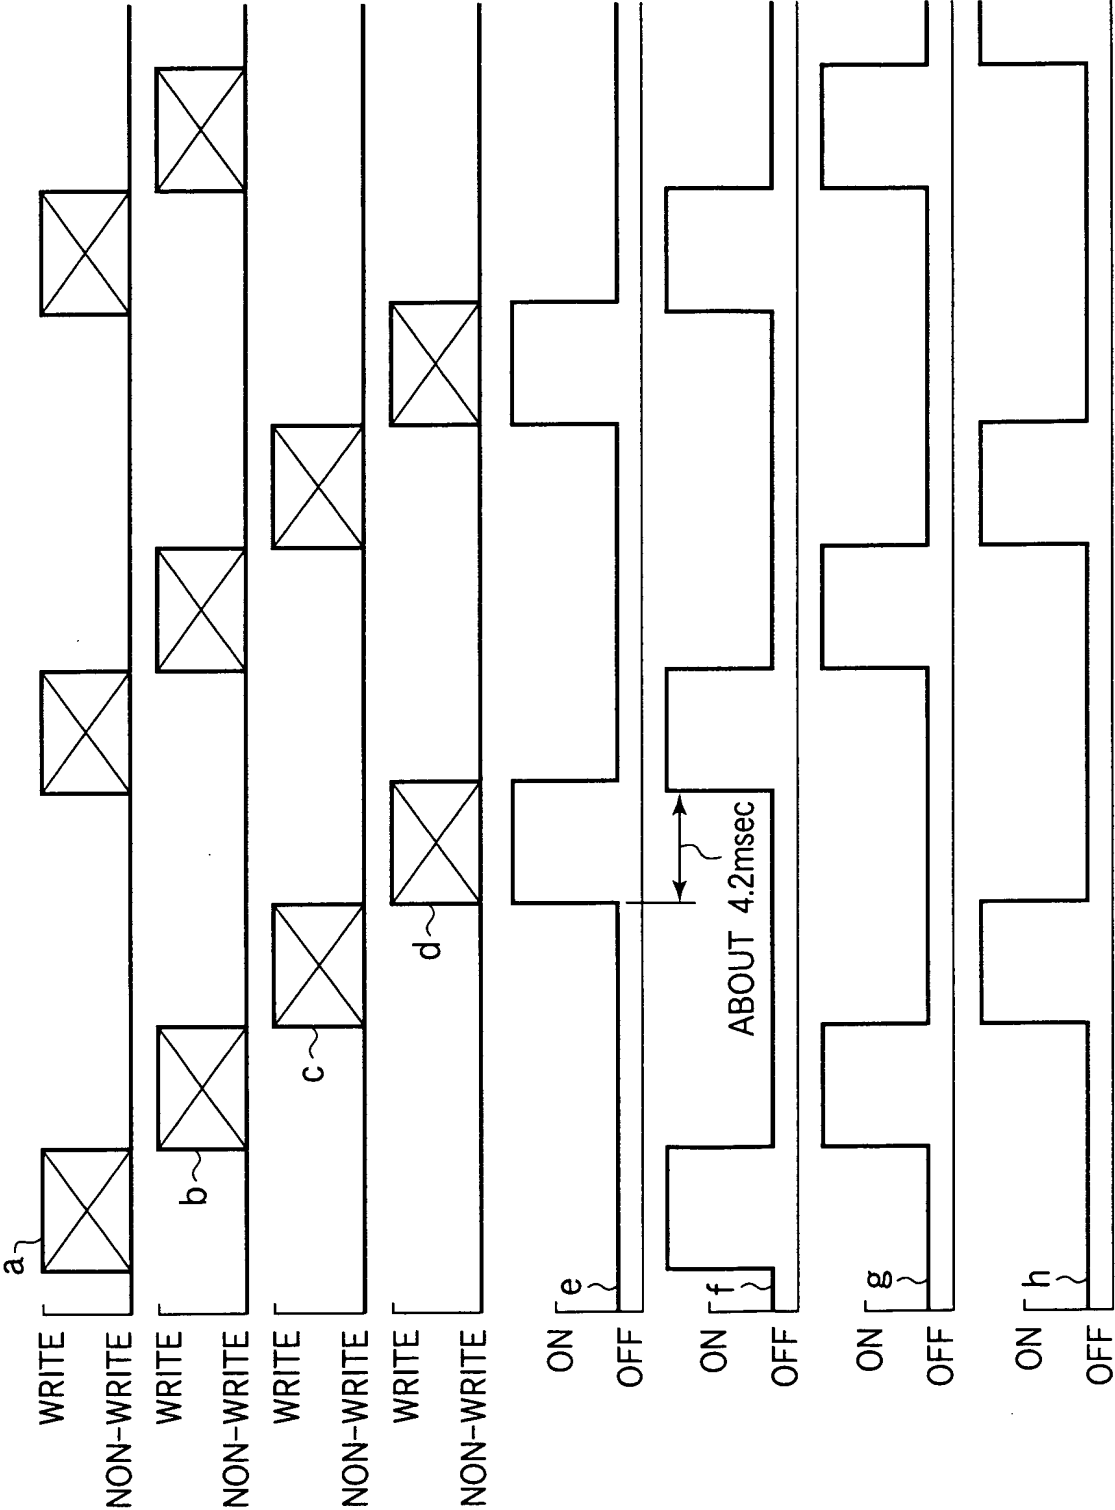 a
WRITE
NON-WRITE
b
WRITE
NON-WRITE
c
WRITE
NON-WRITE
d
WRITE
NON-WRITE
e
ON
OFF
ABOUT 4.2msec
f
ON
OFF
g
ON
OFF
h
ON
OFF